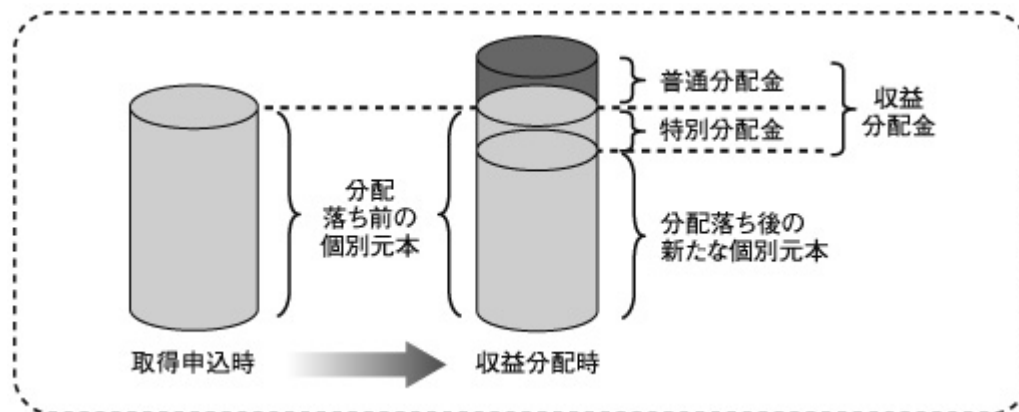 普通分配金
収益
分配金
特別分配金
分配
落ち前の
個別元本
分配落ち後の
新たな個別元本
取得申込時
収益分配時